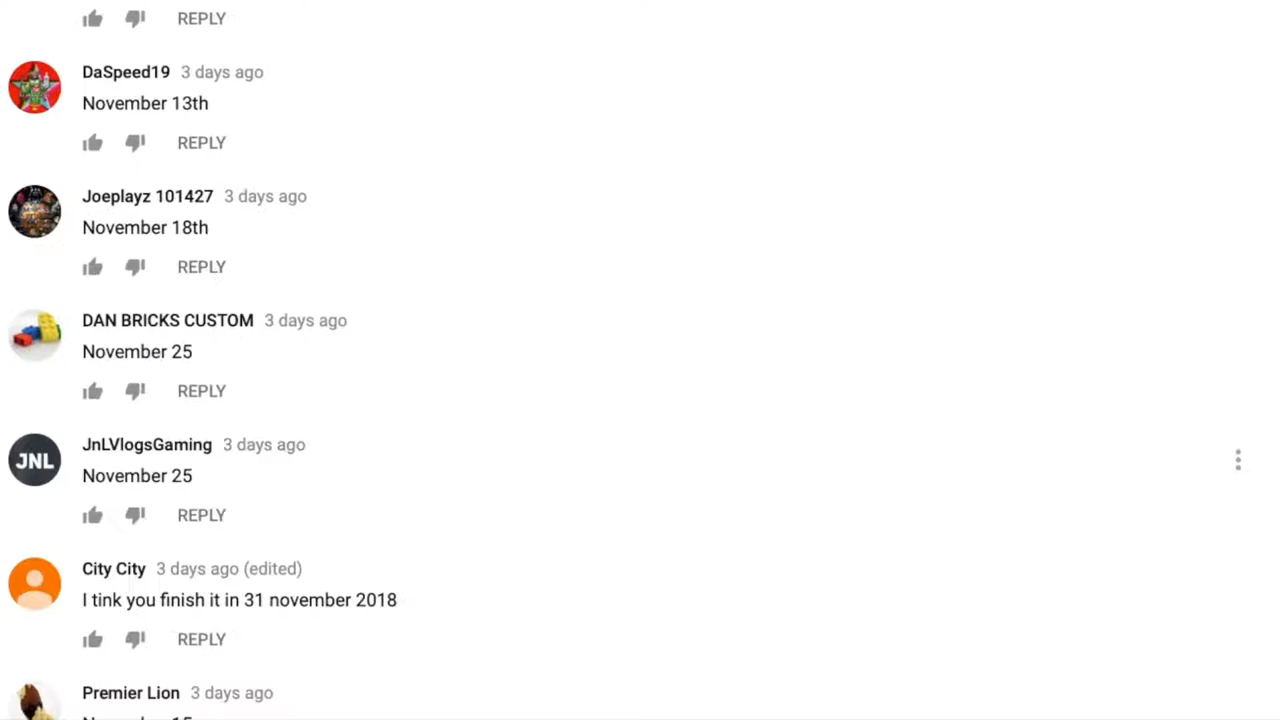 REPLY
DaSpeed19 3 days ago
November 13th
REPLY
Joeplayz 101427 3 days ago
November 18th
REPLY
DAN BRICKS CUSTOM 3 days ago
November 25
REPLY
JNL
JnLVlogsGaming 3 days ago
November 25
REPLY
City City 3 days ago (edited)
I tink you finish it in 31 november 2018
REPLY
Premier Lion 3 days ago